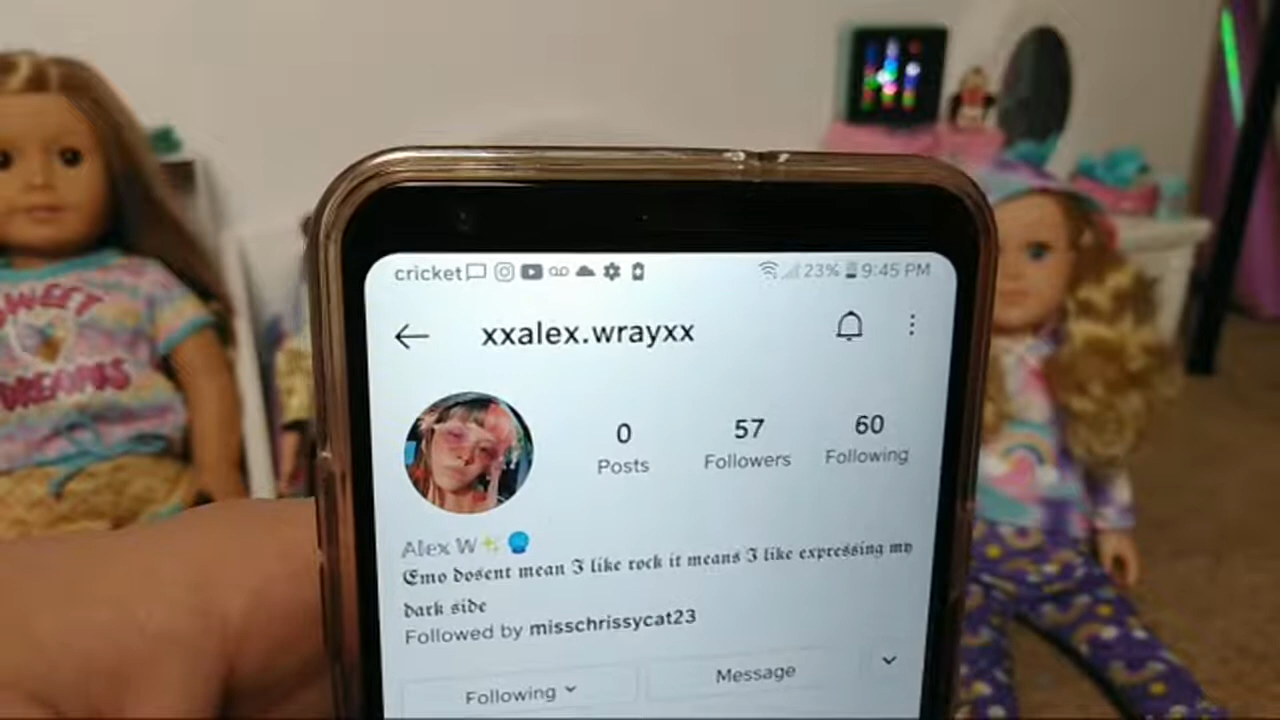 SWEET
DREAMS
cricket 23% 9:45 PM
xxalex.wrayxx
0 57 60
Posts Followers Following
Alex W
Emo dosent mean I like rock it means I like expressing my
dark side
Followed by misschrissycat23
Following Message